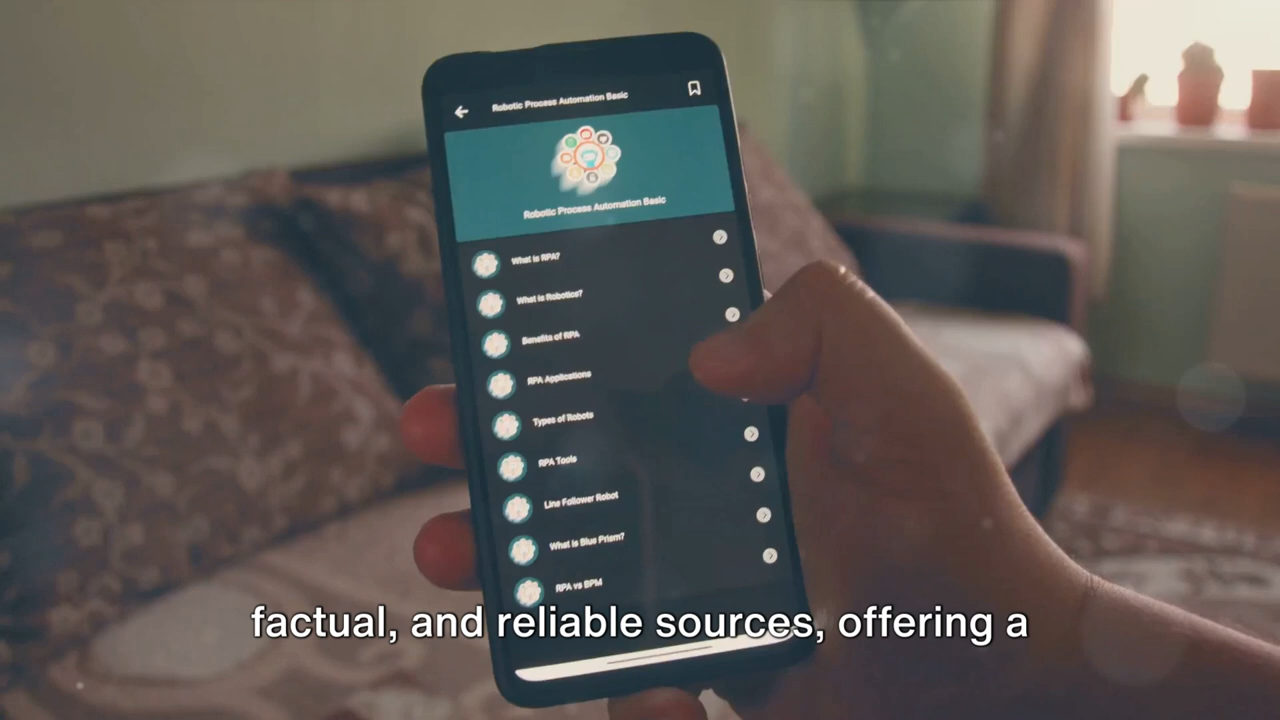 Robotic Process Automation Basic
Robotic Process Automation Basic
What is RPA?
What is Robotics?
Benefits of RPA
RPA Applications
Types of Robots
RPA Tools
Line Follower Robot
What is Blue Prism?
RPA vs BPM
factual, and reliable sources, offering a